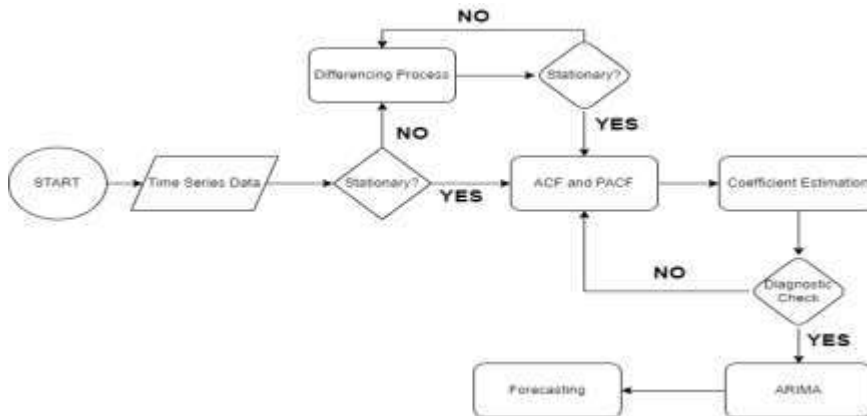 NO
Differencing Process
Stationary?
NO
YES
START
Time Series Data
Stationary?
YES
ACF and PACF
Coefficient Estimation
NO
Diagnostic
Check
YES
Forecasting
ARIMA